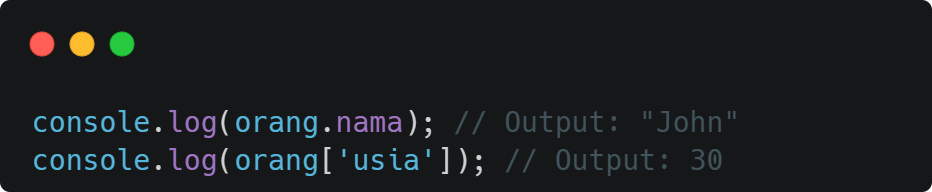 console.log(orang.nama); // Output: "John"
console.log(orang['usia']); // Output: 30